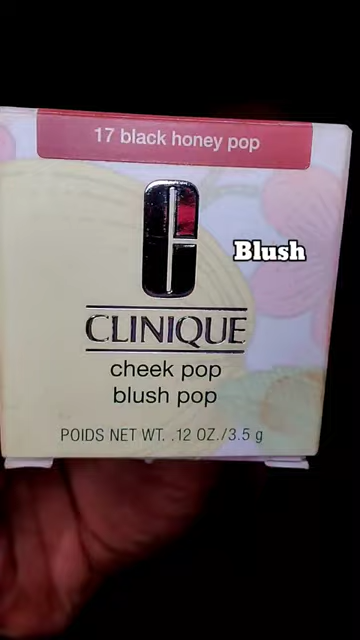 17 black honey pop
Blush
CLINIQUE
cheek pop
blush pop
POIDS NET WT. .12 OZ./3.5 g